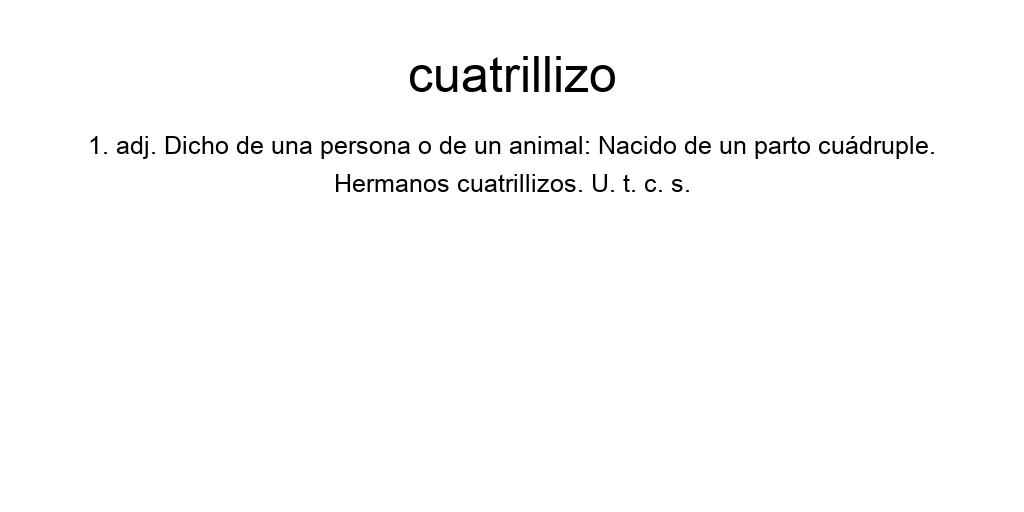 cuatrillizo
1. adj. Dicho de una persona o de un animal: Nacido de un parto cuádruple.
Hermanos cuatrillizos. U. t. c. s.